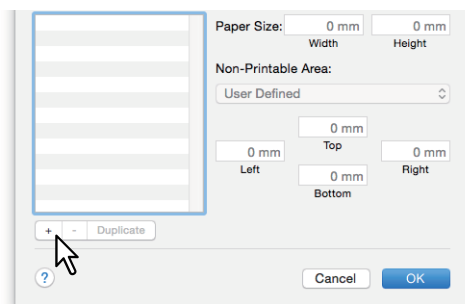 Paper Size: 0 mm 0 mm
Width Height
Non-Printable Area:
User Defined
0 mm
Top
0 mm 0 mm
Left Right
0 mm
Bottom
+ - Duplicate
? Cancel OK